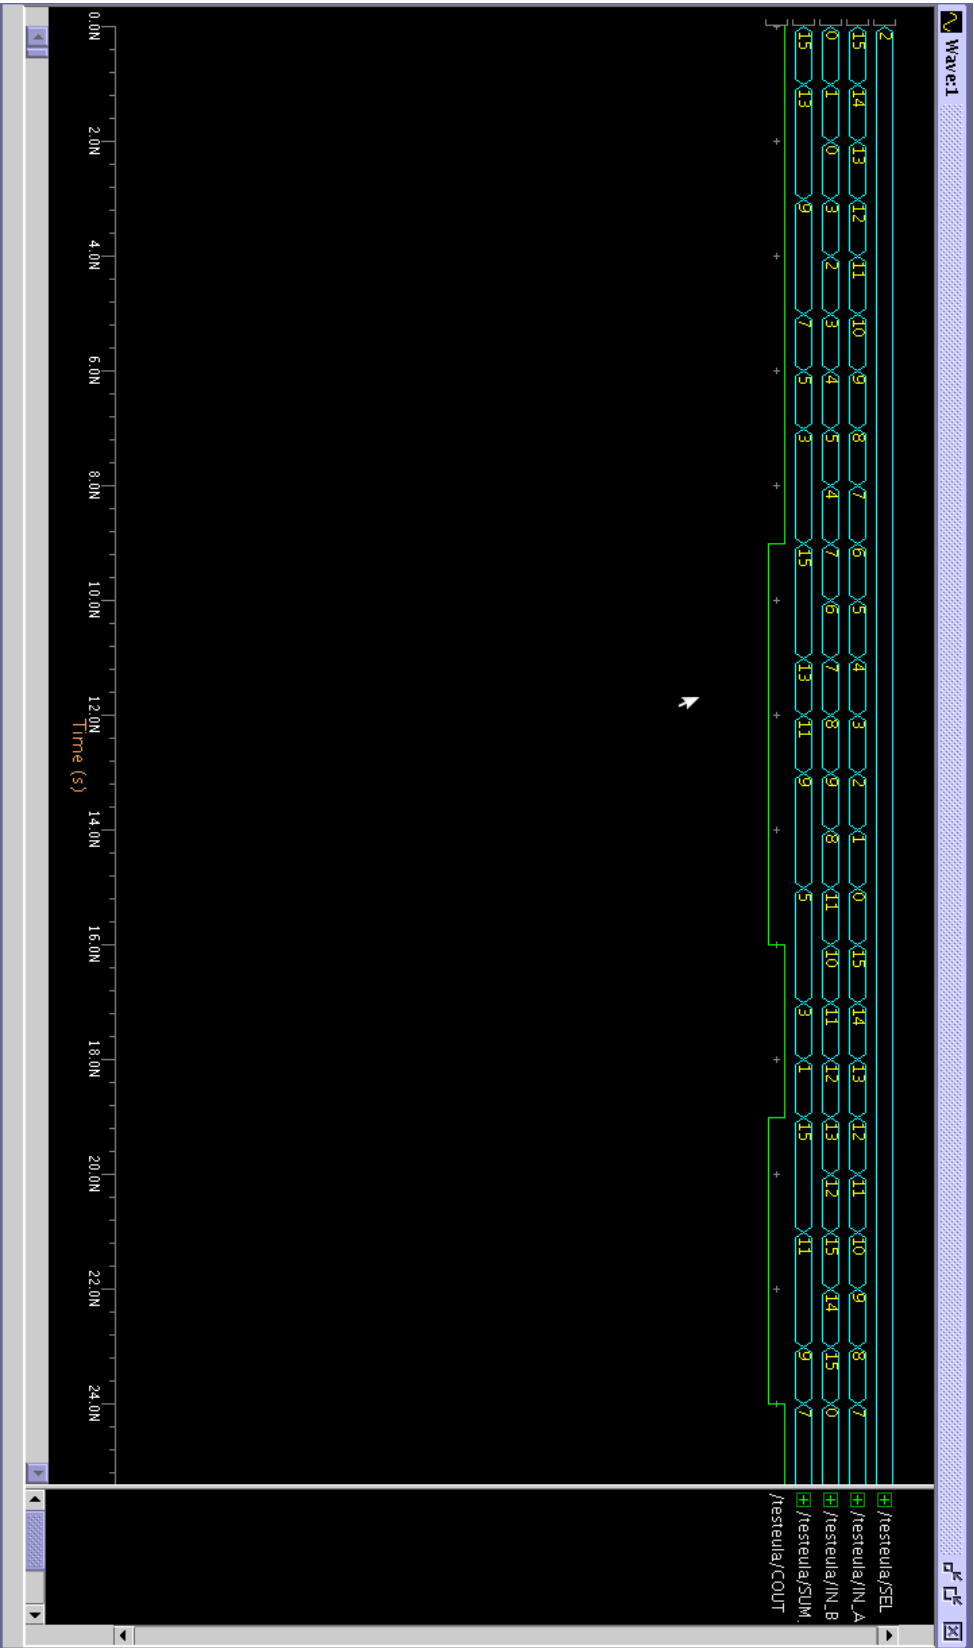 Wave:1
2
15 14 13 12 11 10 9 8 7 6 5 4 3 2 1 0 15 14 13 12 11 10 9 8 7
0 1 0 3 2 3 4 5 4 7 6 7 8 9 8 11 10 11 12 13 12 15 14 15 0
15 13 9 7 5 3 15 13 11 9 5 3 1 15 11 9 7
0.0N 2.0N 4.0N 6.0N 8.0N 10.0N 12.0N 14.0N 16.0N 18.0N 20.0N 22.0N 24.0N
Time (s)
/testeula/SEL
/testeula/IN_A
/testeula/IN_B
/testeula/SUM.
/testeula/COUT